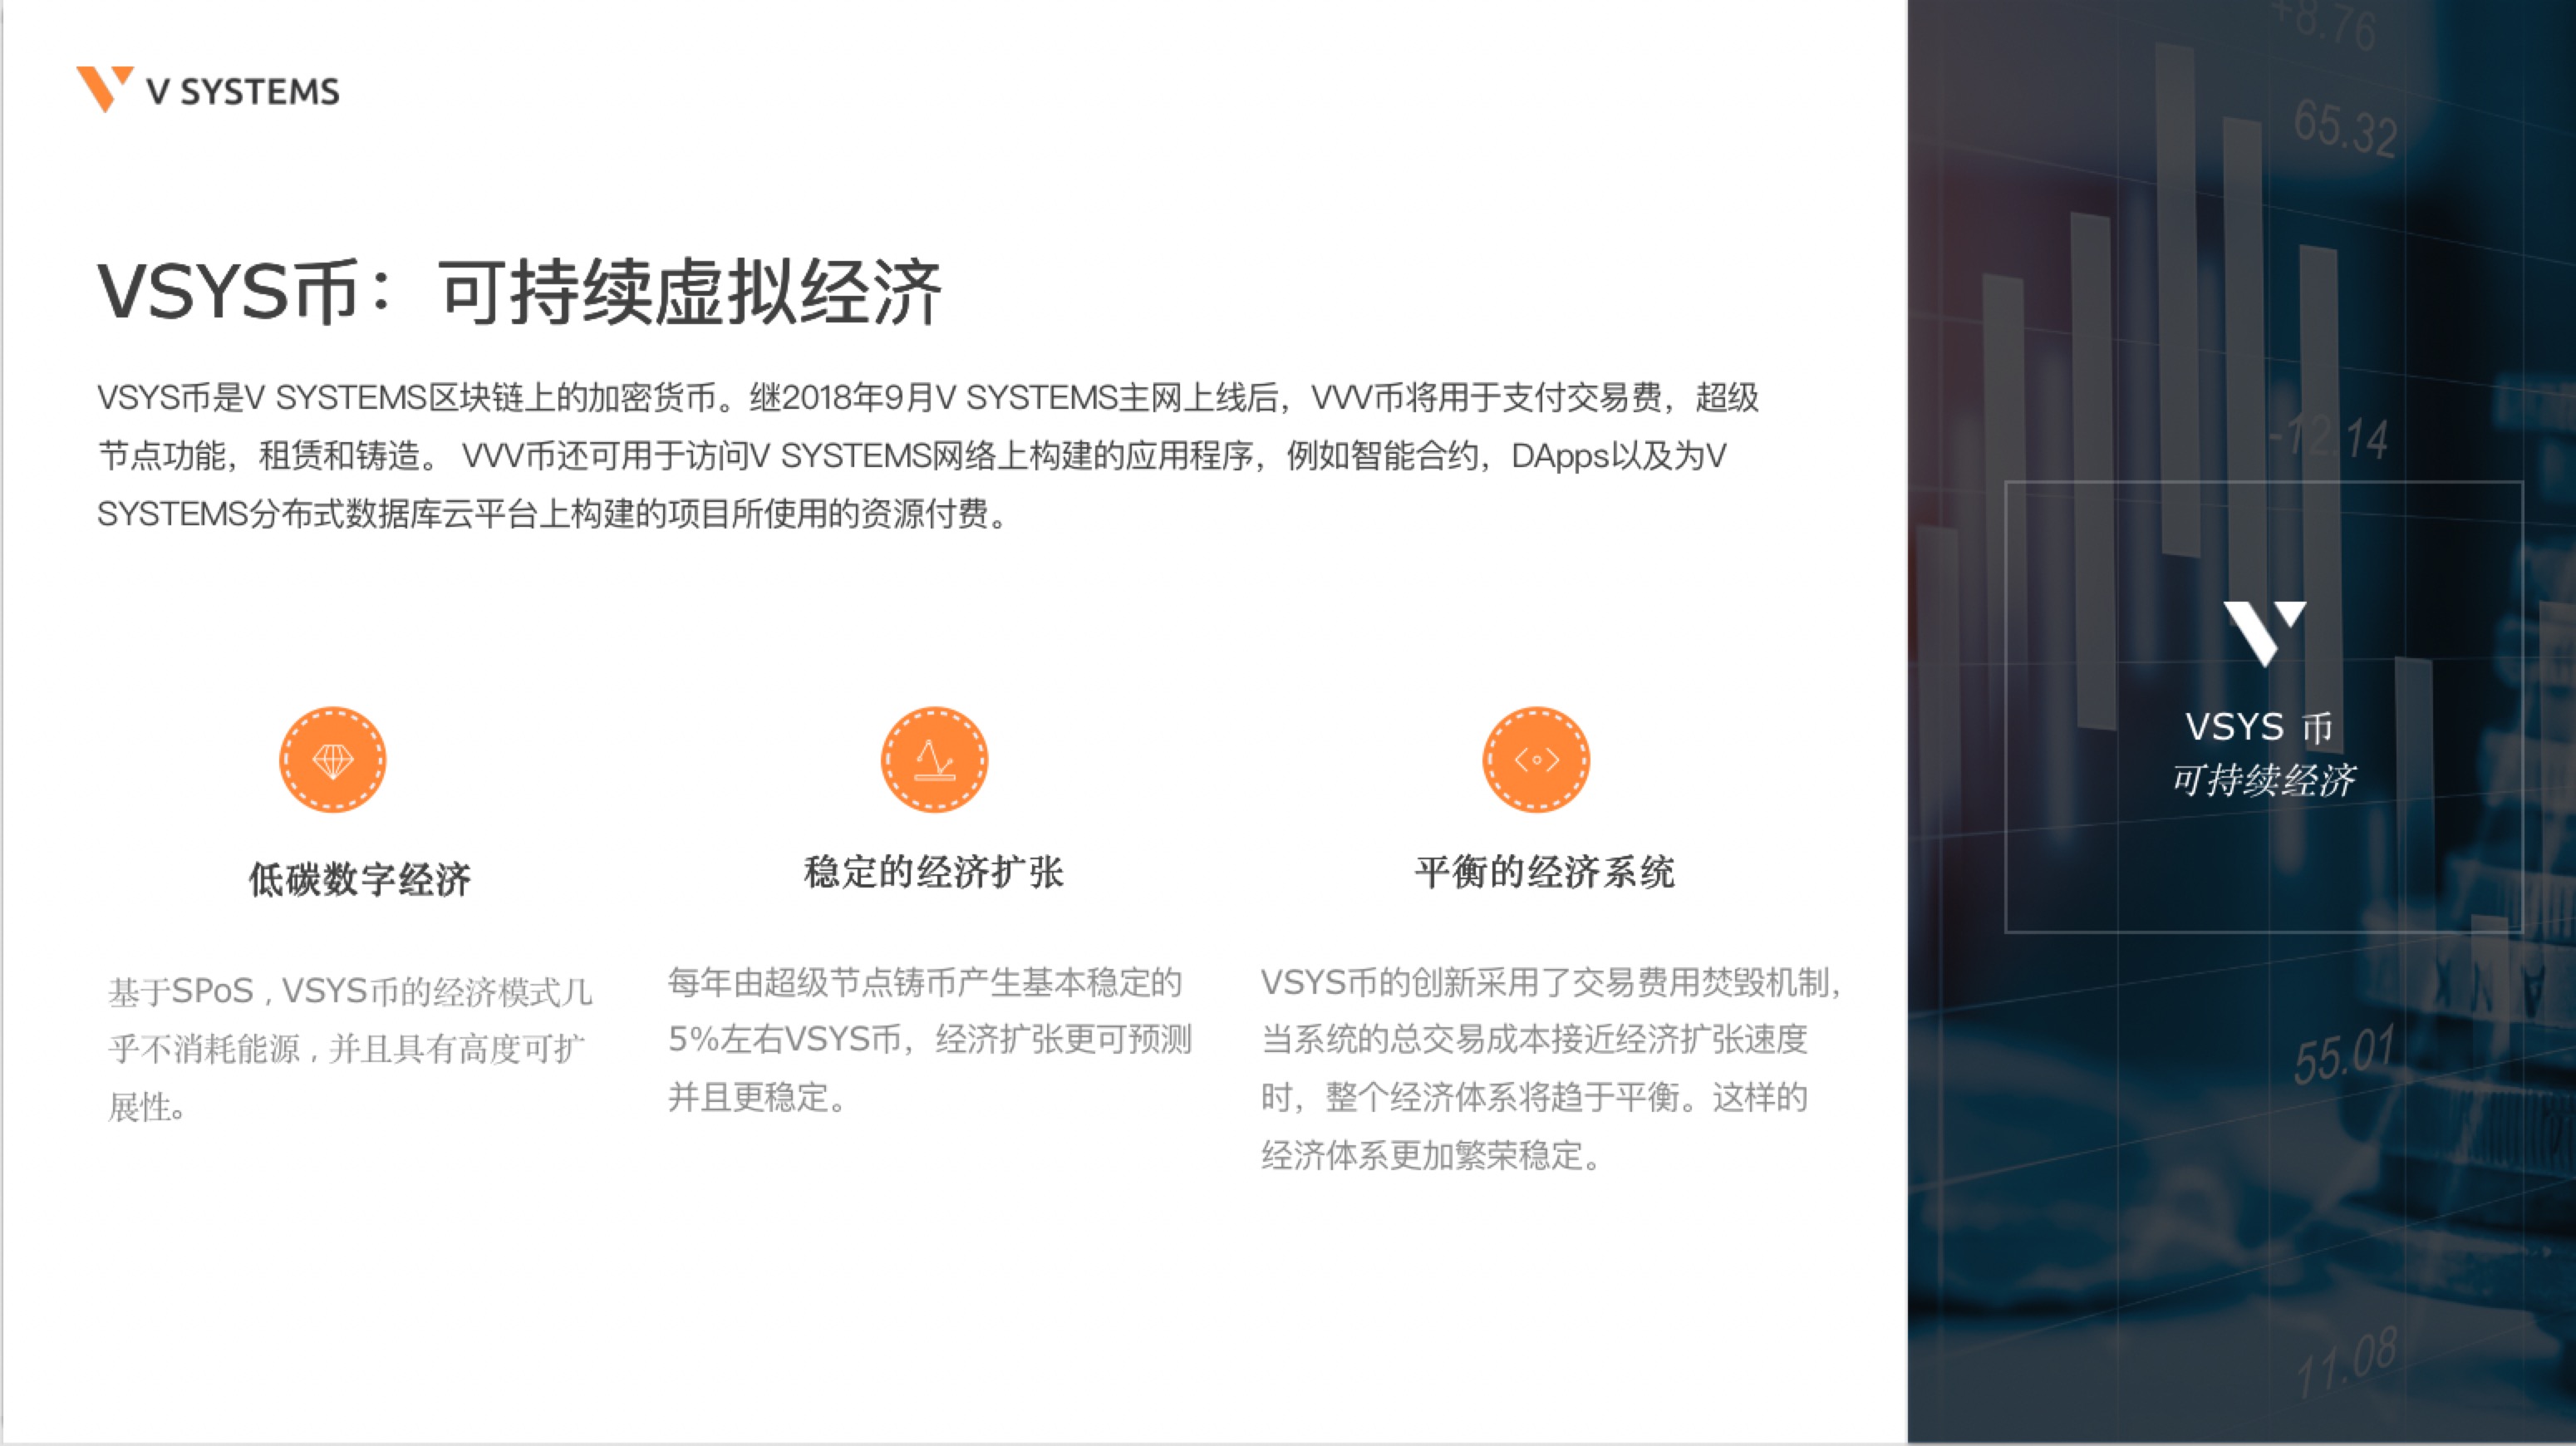 V SYSTEMS
VSYS币：可持续虚拟经济
VSYS币是V SYSTEMS区块链上的加密货币。继2018年9月V SYSTEMS主网上线后，VVV币将用于支付交易费，超级
节点功能，租赁和铸造。 VVV币还可用于访问V SYSTEMS网络上构建的应用程序，例如智能合约，DApps以及为V
SYSTEMS分布式数据库云平台上构建的项目所使用的资源付费。
低碳数字经济
基于SPoS , VSYS币的经济模式几
乎不消耗能源 , 并且具有高度可扩
展性。
稳定的经济扩张
每年由超级节点铸币产生基本稳定的
5%左右VSYS币，经济扩张更可预测
并且更稳定。
平衡的经济系统
VSYS币的创新采用了交易费用焚毁机制，
当系统的总交易成本接近经济扩张速度
时，整个经济体系将趋于平衡。这样的
经济体系更加繁荣稳定。
+8.76
65.32
-12.14
VSYS 币
可持续经济
55.01
11.08